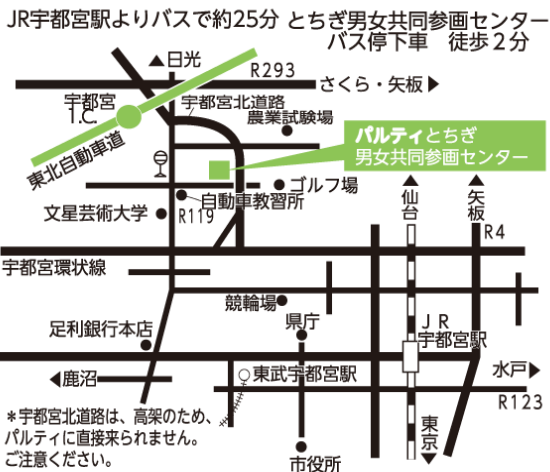 JR宇都宮駅よりバスで約25分 とちぎ男女共同参画センター
バス停下車 徒歩２分
日光
R293
さくら・矢板
宇都宮
I.C.
宇都宮北道路
農業試験場
東北自動車道
パルティとちぎ
男女共同参画センター
ゴルフ場
自動車教習所
文星芸術大学
R119
仙台
矢板
R4
宇都宮環状線
競輪場
県庁
ＪＲ
宇都宮駅
足利銀行本店
水戸
鹿沼
東武宇都宮駅
R123
東京
市役所
＊宇都宮北道路は、高架のため、
パルティに直接来られません。
ご注意ください。